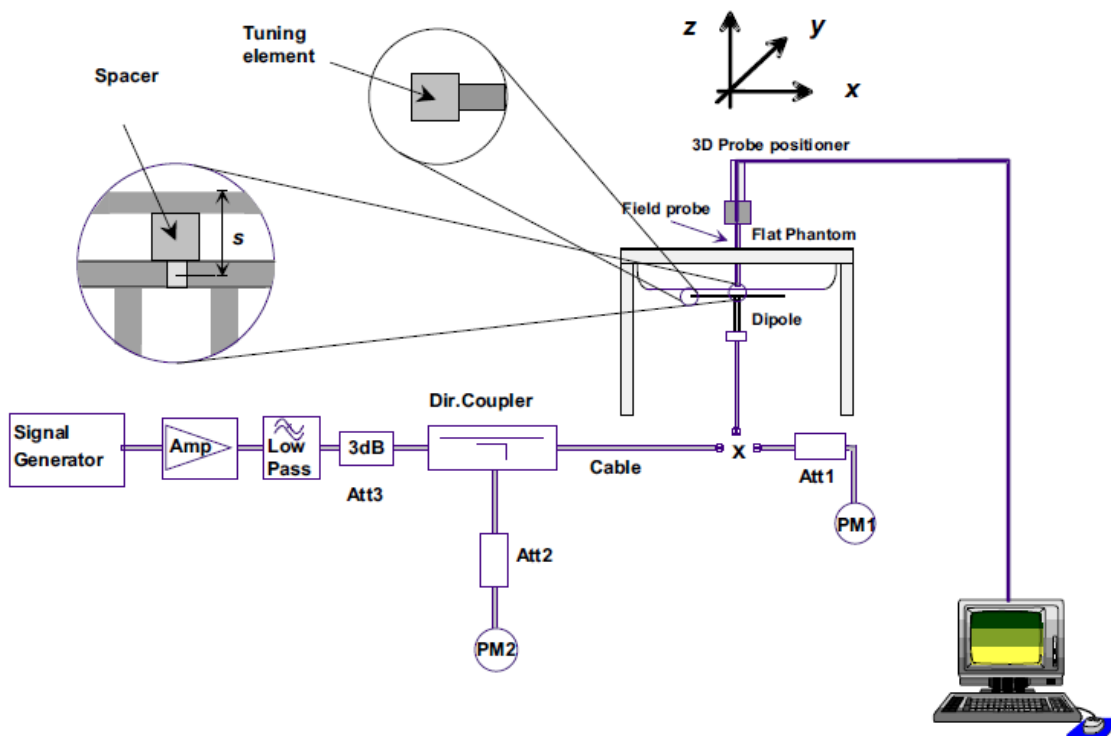 Tuning
element
Spacer
z
y
x
3D Probe positioner
Field probe
Flat Phantom
s
Dipole
Dir.Coupler
Signal
Generator
Amp
Low
Pass
3dB
Att3
Cable
X
Att1
PM1
Att2
PM2